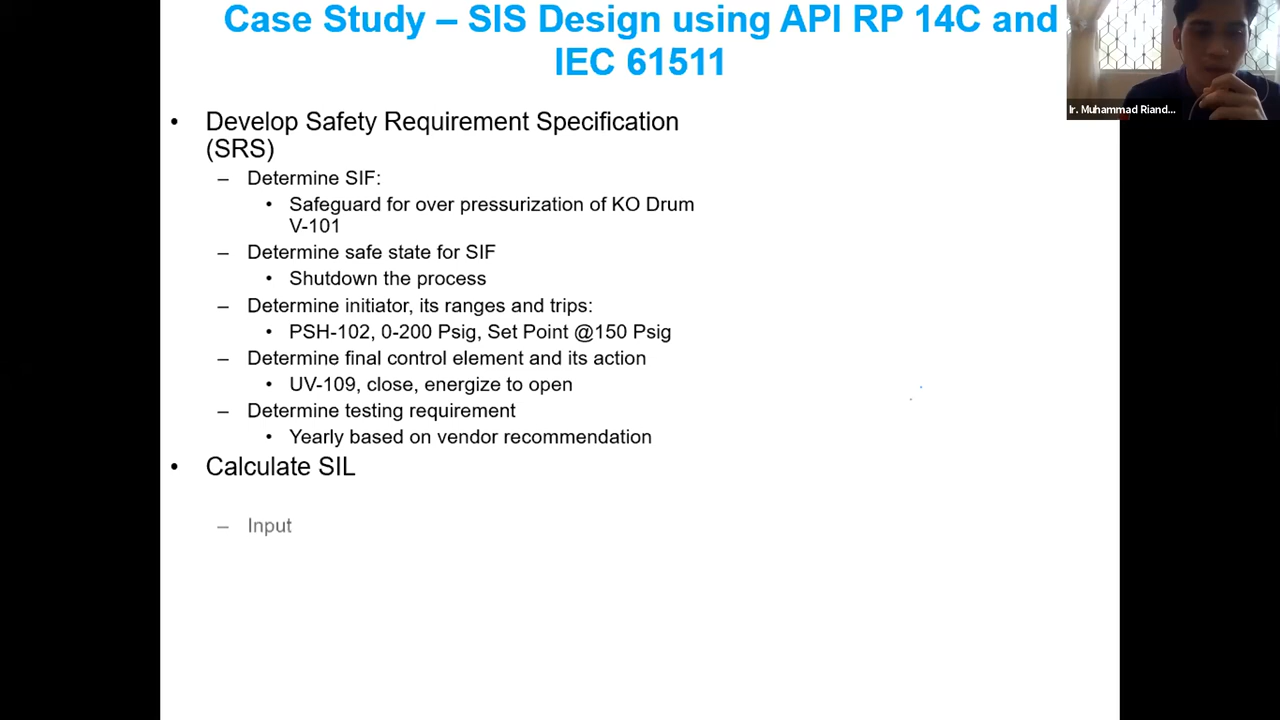 Case Study – SIS Design using API RP 14C and
IEC 61511
Ir. Muhammad Riand...
• Develop Safety Requirement Specification
(SRS)
– Determine SIF:
• Safeguard for over pressurization of KO Drum
V-101
– Determine safe state for SIF
• Shutdown the process
– Determine initiator, its ranges and trips:
• PSH-102, 0-200 Psig, Set Point @150 Psig
– Determine final control element and its action
• UV-109, close, energize to open
– Determine testing requirement
• Yearly based on vendor recommendation
• Calculate SIL
– Input